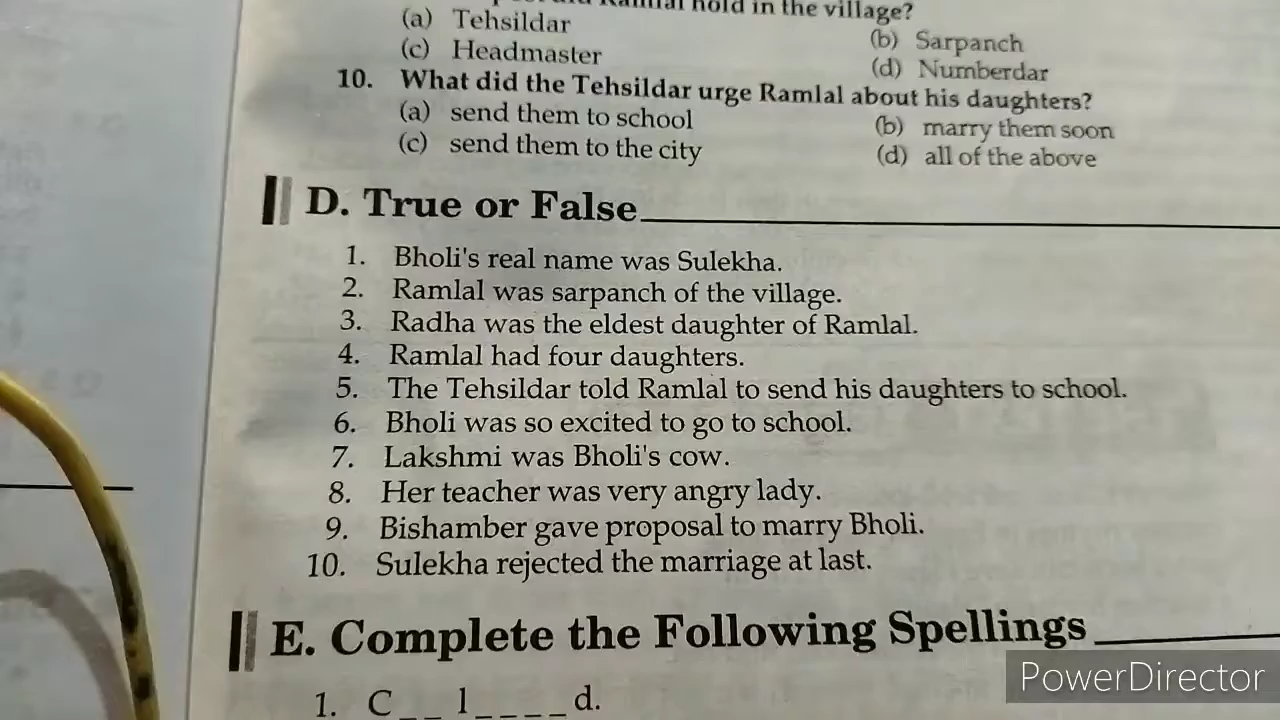 hold in the village?
(a) Tehsildar (b) Sarpanch
(c) Headmaster (d) Numberdar
10. What did the Tehsildar urge Ramlal about his daughters?
(a) send them to school (b) marry them soon
(c) send them to the city (d) all of the above
D. True or False
1. Bholi's real name was Sulekha.
2. Ramlal was sarpanch of the village.
3. Radha was the eldest daughter of Ramlal.
4. Ramlal had four daughters.
5. The Tehsildar told Ramlal to send his daughters to school.
6. Bholi was so excited to go to school.
7. Lakshmi was Bholi's cow.
8. Her teacher was very angry lady.
9. Bishamber gave proposal to marry Bholi.
10. Sulekha rejected the marriage at last.
E. Complete the Following Spellings
1. C _ _ l _ _ _ _ d.
PowerDirector